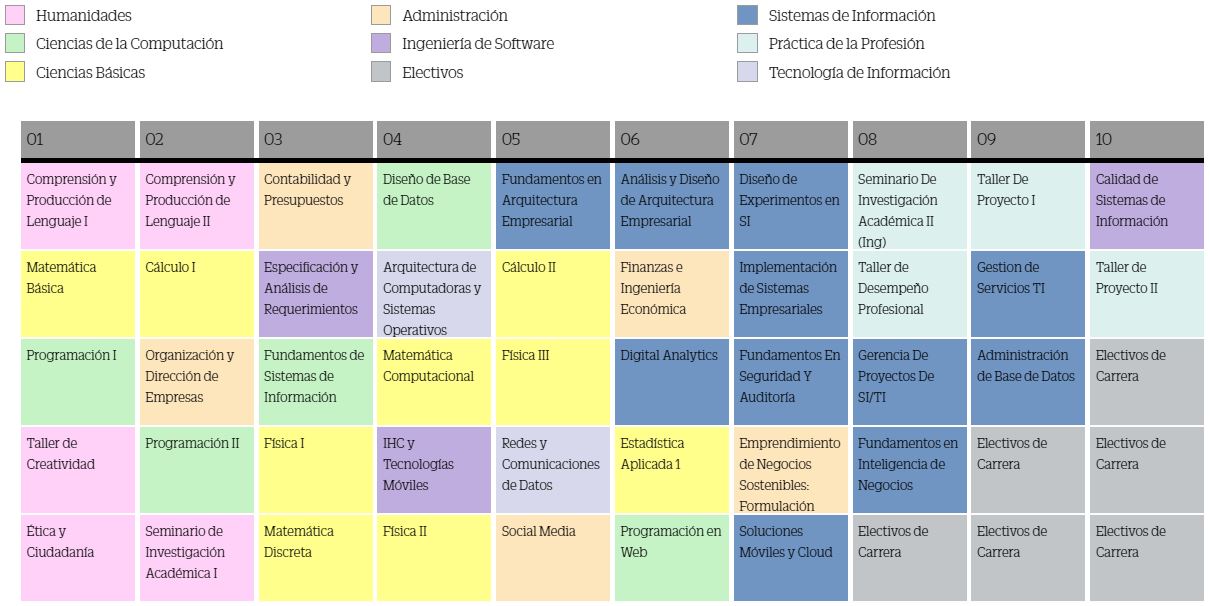 Humanidades
Administración
Sistemas de Información
Ciencias de la Computación
Ingeniería de Software
Práctica de la Profesión
Ciencias Básicas
Electivos
Tecnología de Información
01
02
03
04
05
06
07
08
09
10
Comprensión y
Producción de
Lenguaje I
Comprensión y
Producción de
Lenguaje II
Contabilidad y
Presupuestos
Diseño de Base
de Datos
Fundamentos en
Arquitectura
Empresarial
Análisis y Diseño
de Arquitectura
Empresarial
Diseño de
Experimentos en
SI
Seminario De
Investigación
Académica II
(Ing)
Taller De
Proyecto I
Calidad de
Sistemas de
Información
Matemática
Básica
Cálculo I
Especificación y
Análisis de
Requerimientos
Arquitectura de
Computadoras y
Sistemas
Operativos
Cálculo II
Finanzas e
Ingeniería
Económica
Implementación
de Sistemas
Empresariales
Taller de
Desempeño
Profesional
Gestion de
Servicios TI
Taller de
Proyecto II
Programación I
Organización y
Dirección de
Empresas
Fundamentos de
Sistemas de
Información
Matemática
Computacional
Física III
Digital Analytics
Fundamentos En
Seguridad Y
Auditoría
Gerencia De
Proyectos De
SI/TI
Administración
de Base de Datos
Electivos de
Carrera
Taller de
Creatividad
Programación II
Física I
IHC y
Tecnologías
Móviles
Redes y
Comunicaciones
de Datos
Estadística
Aplicada 1
Emprendimiento
de Negocios
Sostenibles:
Formulación
Fundamentos en
Inteligencia de
Negocios
Electivos de
Carrera
Electivos de
Carrera
Ética y
Ciudadanía
Seminario de
Investigación
Académica I
Matemática
Discreta
Física II
Social Media
Programación en
Web
Soluciones
Móviles y Cloud
Electivos de
Carrera
Electivos de
Carrera
Electivos de
Carrera